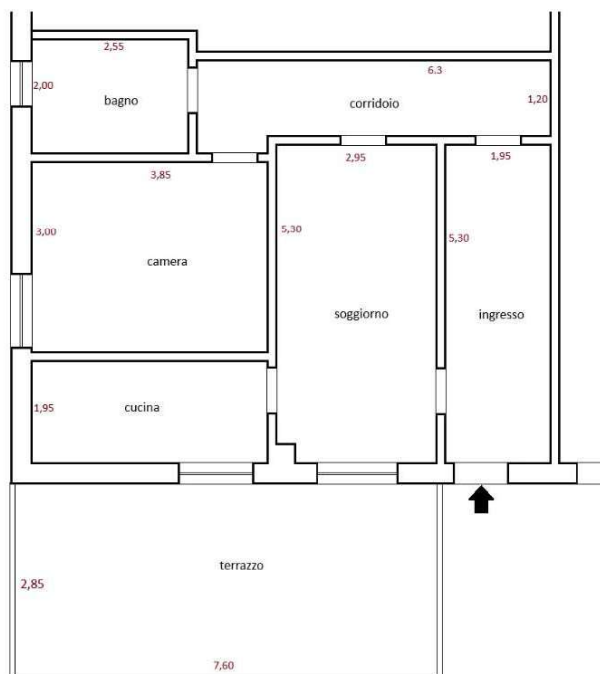 2,55
6.3
2,00
bagno
corridoio
1,20
3,85
2,95
1,95
3,00
5,30
5,30
camera
soggiorno
ingresso
1,95
cucina
terrazzo
2,85
7,60